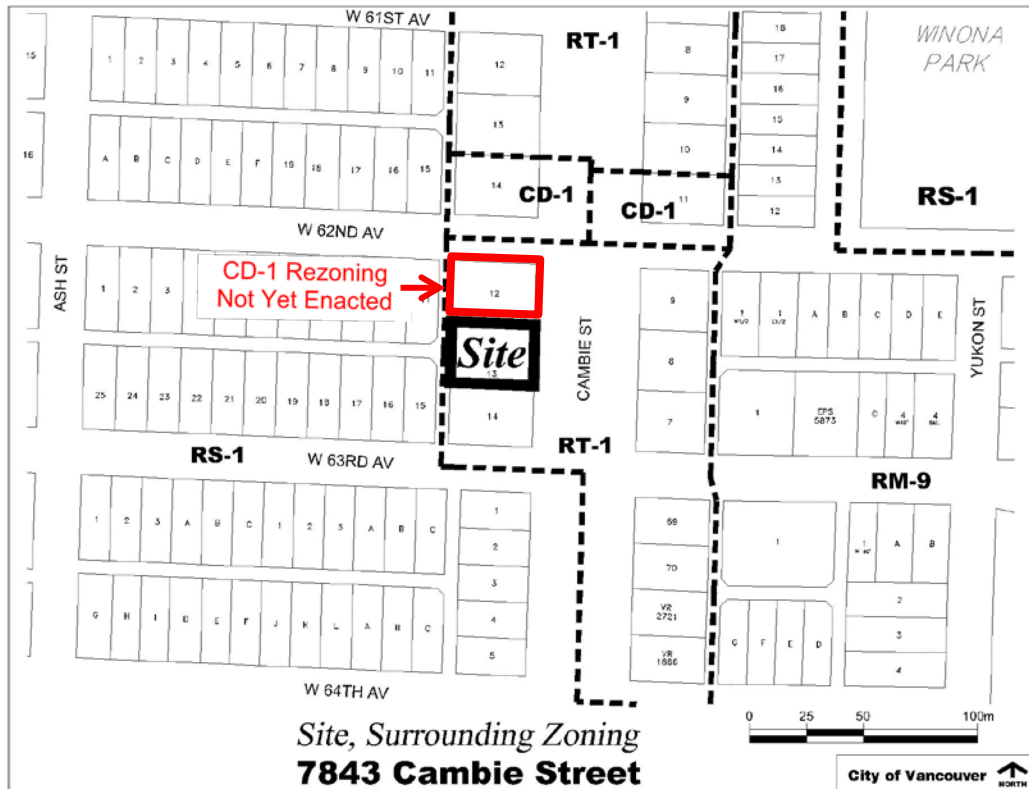 W 61ST AV
RT-1
WINONA
PARK
15
1 2 3 4 5 6 7 8 9 10 11
12
8
18
17
9
16
13
15
16
A B C D E F 19 18 17 16 15
10
14
14
CD-1
CD-1
11
13
12
RS-1
W 62ND AV
ASH ST
CD-1 Rezoning
Not Yet Enacted
1 2 3
12
CAMBIE ST
9
1 A B C D E
YUKON ST
Site
13
8
25 24 23 22 21 20 19 18 17 16 15
14
7
1
EPS
5873
C
4
4
RS-1
W 63RD AV
RT-1
RM-9
1 2 3 A B C 1 2 3 A B C
1
2
3
4
5
69
70
VR
2721
VR
1886
1
1
A B
2
3
4
G H I D E F J K L A B C
G F E D
W 64TH AV
0 25 50 100m
Site, Surrounding Zoning
7843 Cambie Street
City of Vancouver
NORTH